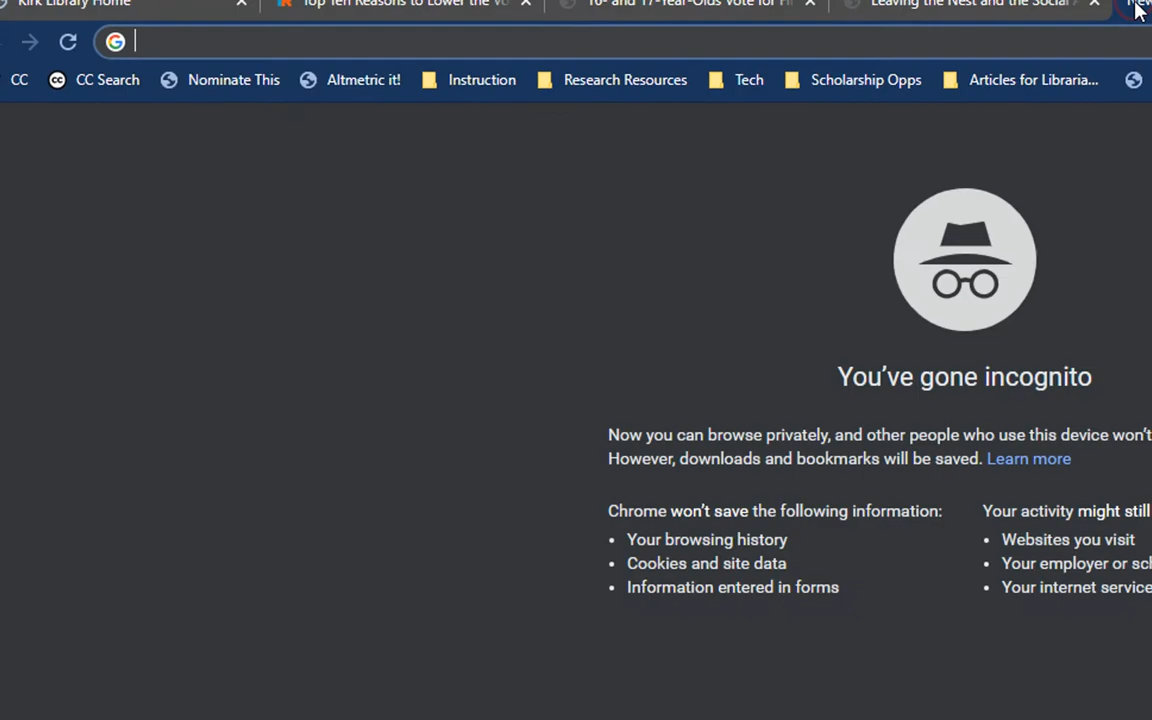 Kirk Library Home Top Ten Reasons to Lower the Vo 16- and 17-Year-Olds Vote for Leaving the Nest and the Social New
CC CC Search Nominate This Altmetric it! Instruction Research Resources Tech Scholarship Opps Articles for Libraria...
You've gone incognito
Now you can browse privately, and other people who use this device won't
However, downloads and bookmarks will be saved. Learn more
Chrome won't save the following information: Your activity might still
• Your browsing history • Websites you visit
• Cookies and site data • Your employer or sch
• Information entered in forms • Your internet service